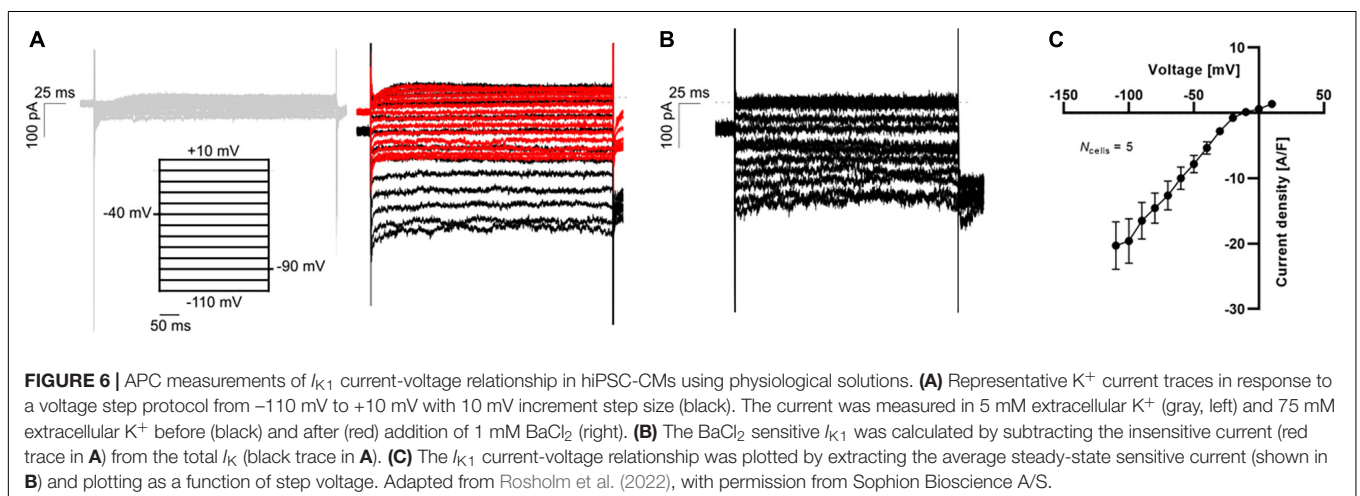 A
25 ms
100 pA
+10 mV
-40 mV
-90 mV
-110 mV
50 ms
B
25 ms
100 pA
C
10
Voltage [mV]
-150
-100
-50
50
N cells = 5
-10
-20
-30
Current density [A/F]
FIGURE 6 | APC measurements of IK1 current-voltage relationship in hiPSC-CMs using physiological solutions. (A) Representative K+ current traces in response to
a voltage step protocol from –110 mV to +10 mV with 10 mV increment step size (black). The current was measured in 5 mM extracellular K+ (gray, left) and 75 mM
extracellular K+ before (black) and after (red) addition of 1 mM BaCl2 (right). (B) The BaCl2 sensitive IK1 was calculated by subtracting the insensitive current (red
trace in A) from the total IK (black trace in A). (C) The IK1 current-voltage relationship was plotted by extracting the average steady-state sensitive current (shown in
B) and plotting as a function of step voltage. Adapted from Rosholm et al. (2022), with permission from Sophion Bioscience A/S.